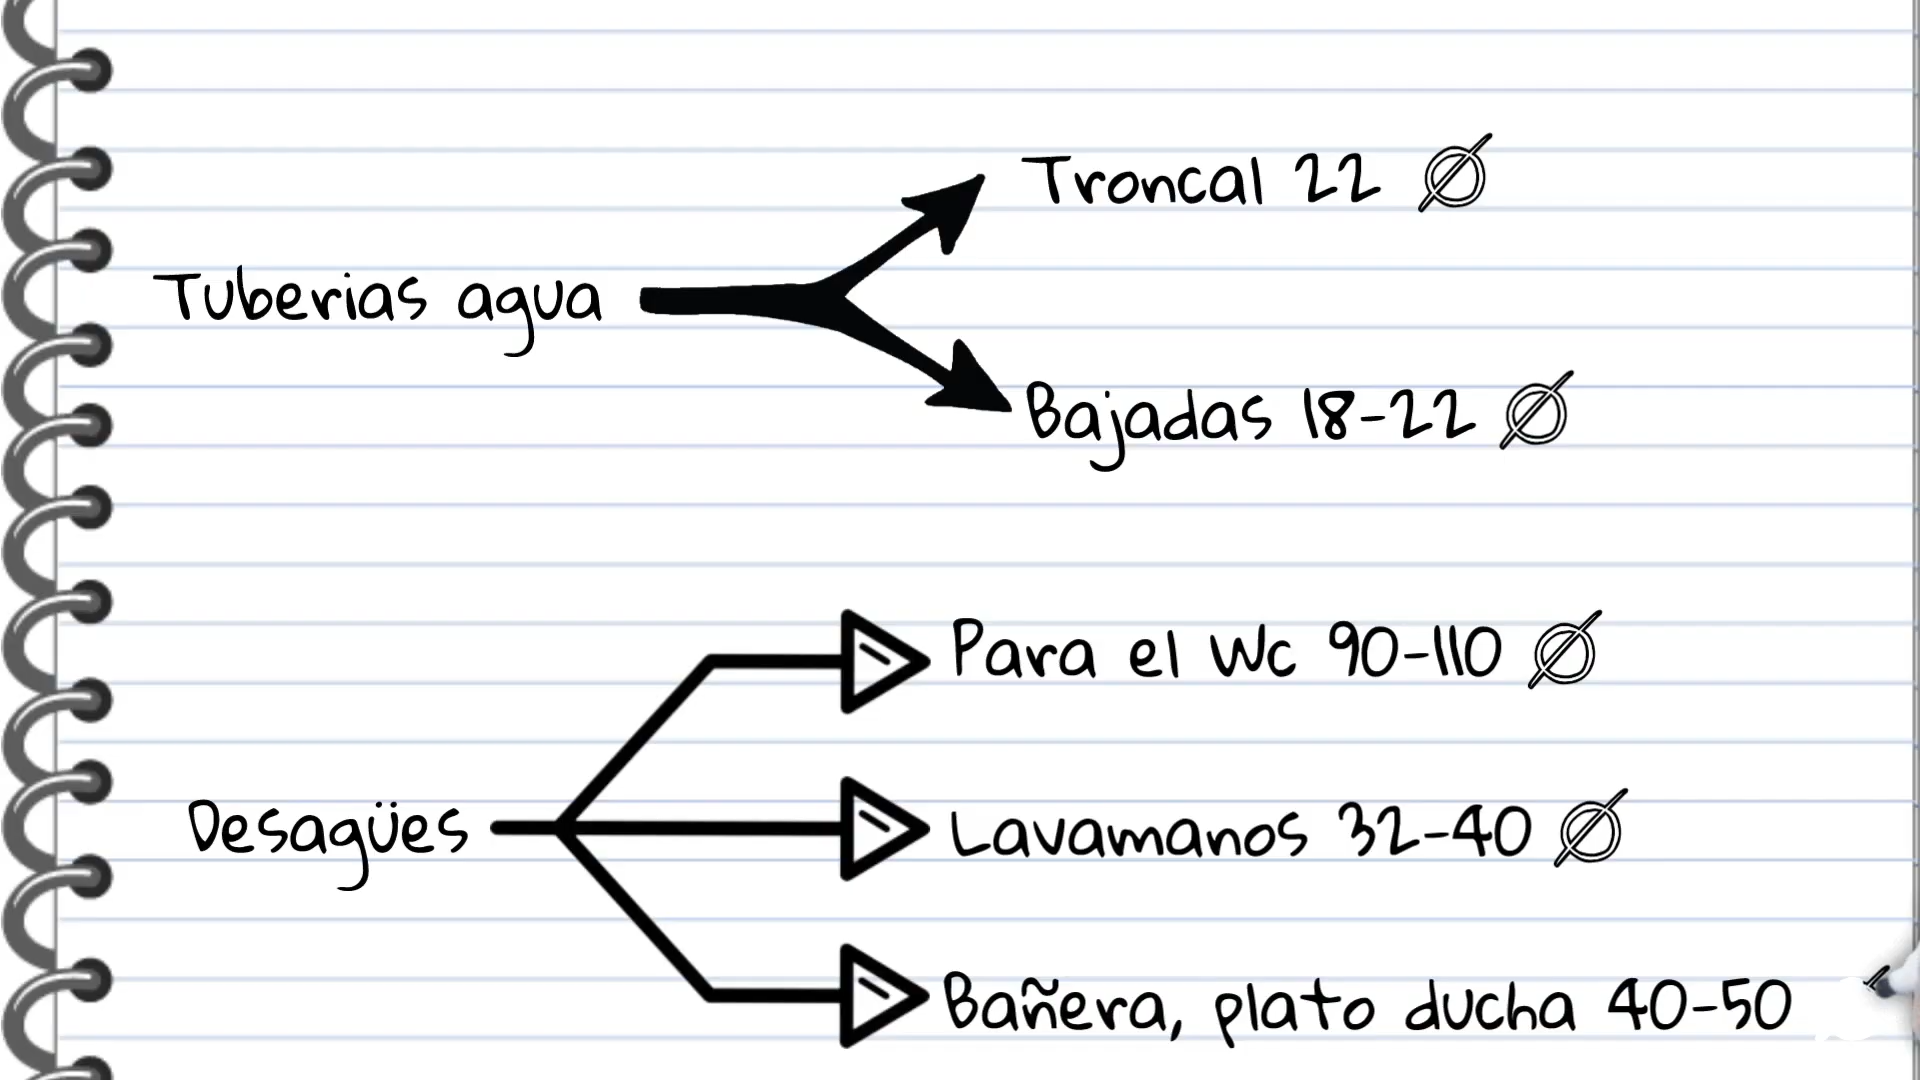 Troncal 22 Ø
Tuberias agua
Bajadas 18-22 Ø
Para el Wc 90-110 Ø
Desagües
Lavamanos 32-40 Ø
Bañera, plato ducha 40-50